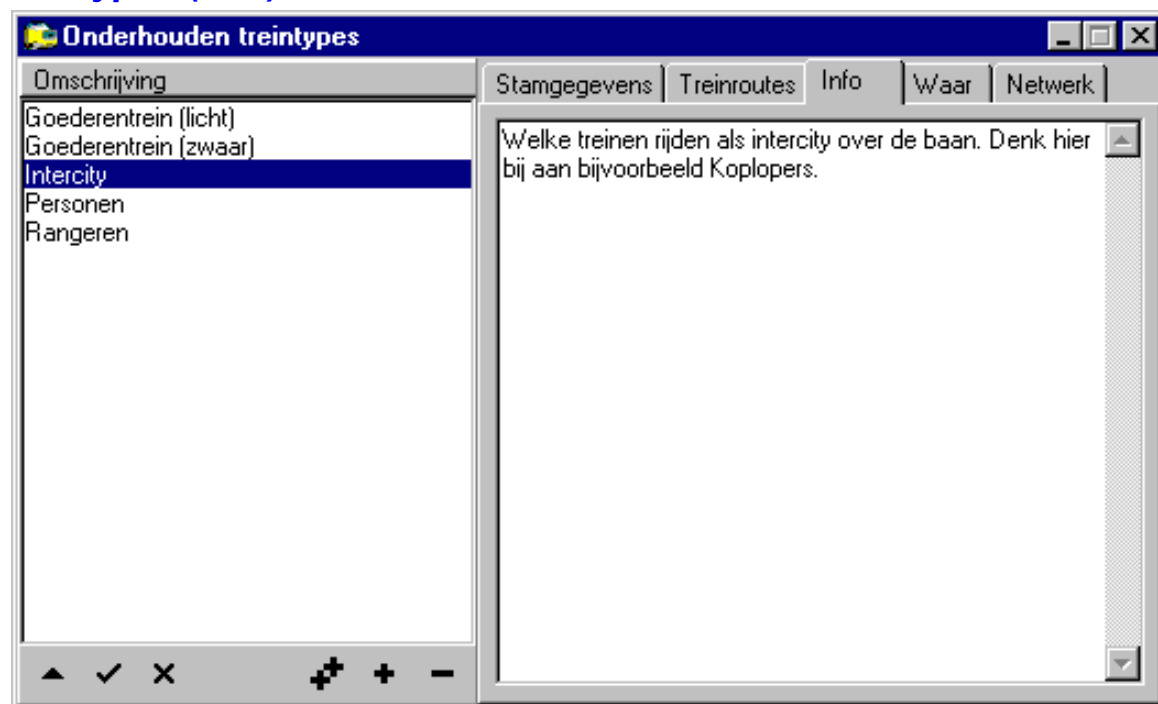 Onderhouden treintypes
Omschrijving
Stamgegevens Treinroutes Info Waar Netwerk
Goederentrein (licht)
Goederentrein (zwaar)
Intercity
Personen
Rangeren
Welke treinen rijden als intercity over de baan. Denk hier
bij aan bijvoorbeeld Koplopers.